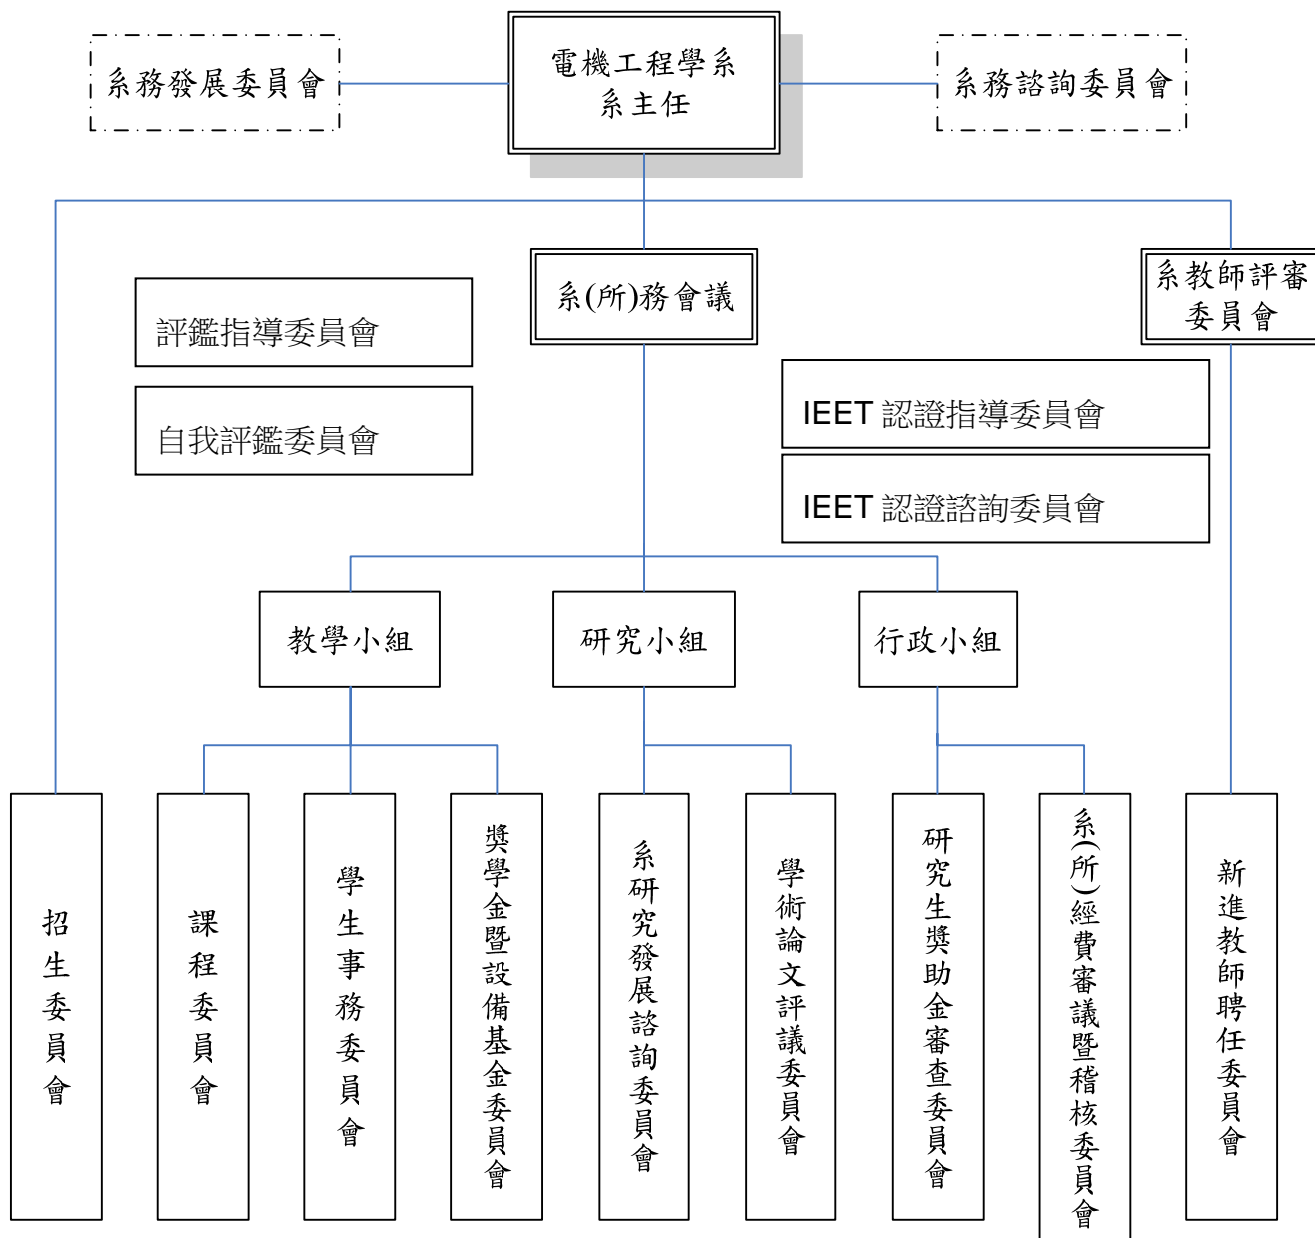 系務發展委員會
電機工程學系
系主任
系務諮詢委員會
系(所)務會議
系教師評審
委員會
評鑑指導委員會
自我評鑑委員會
IEET 認證指導委員會
IEET 認證諮詢委員會
教學小組
研究小組
行政小組
招生委員會
課程委員會
學生事務委員會
獎學金暨設備基金委員會
系研究發展諮詢委員會
學術論文評議委員會
研究生獎助金審查委員會
系(所)經費審議暨稽核委員會
新進教師聘任委員會